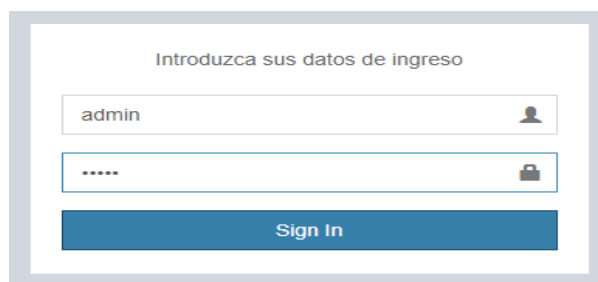 Introduzca sus datos de ingreso
admin
•••••
Sign In